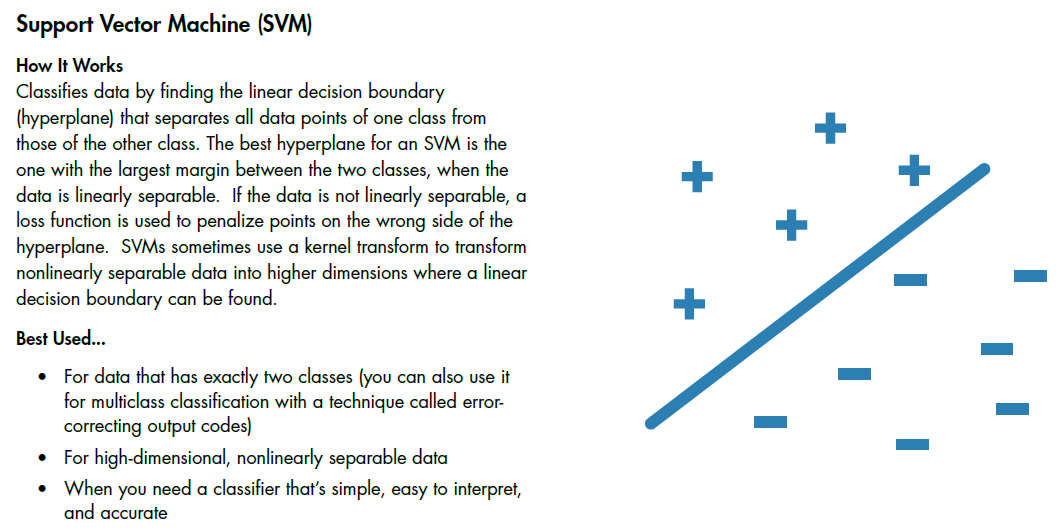 Support Vector Machine (SVM)
How It Works
Classifies data by finding the linear decision boundary
(hyperplane) that separates all data points of one class from
those of the other class. The best hyperplane for an SVM is the
one with the largest margin between the two classes, when the
data is linearly separable.  If the data is not linearly separable, a
loss function is used to penalize points on the wrong side of the
hyperplane.  SVMs sometimes use a kernel transform to transform
nonlinearly separable data into higher dimensions where a linear
decision boundary can be found.
Best Used...
• For data that has exactly two classes (you can also use it
for multiclass classification with a technique called error-
correcting output codes)
• For high-dimensional, nonlinearly separable data
• When you need a classifier that’s simple, easy to interpret,
and accurate